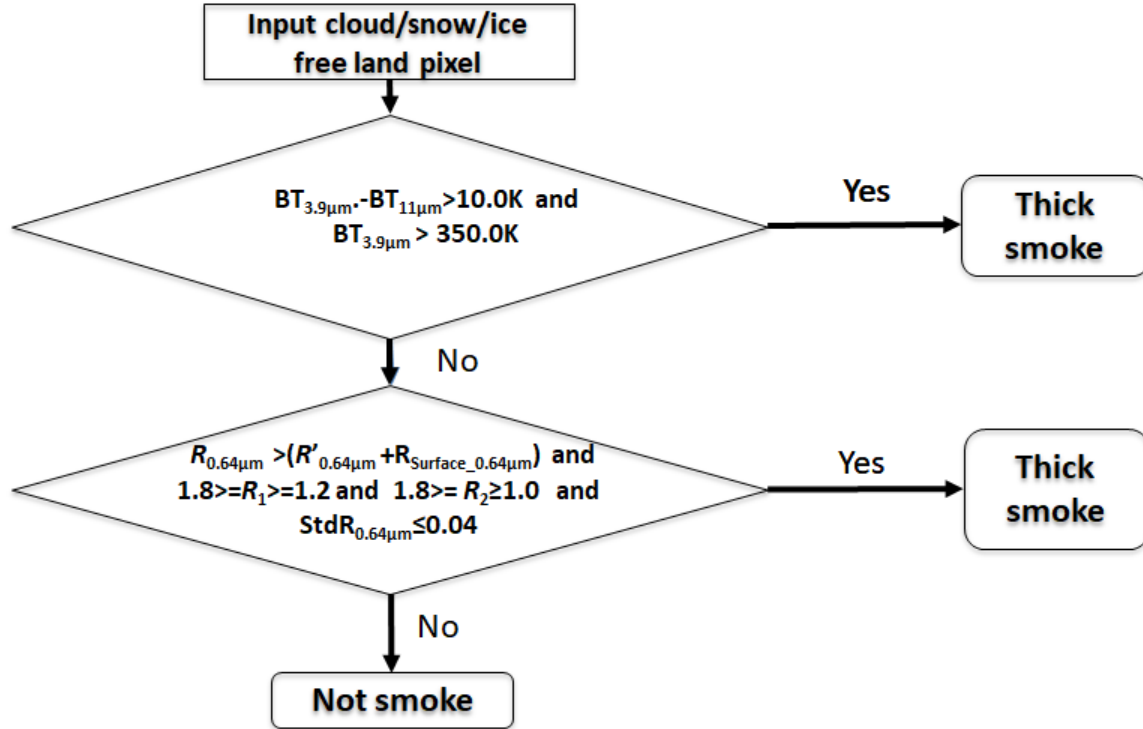 Input cloud/snow/ice
free land pixel
BT3.9µm.-BT11µm>10.0K and
BT3.9µm > 350.0K
Yes
Thick
smoke
No
R0.64µm >(R'0.64µm +RSurface_0.64µm) and
1.8>=R1>=1.2 and 1.8>= R2≥1.0 and
StdR0.64µm≤0.04
Yes
Thick
smoke
No
Not smoke